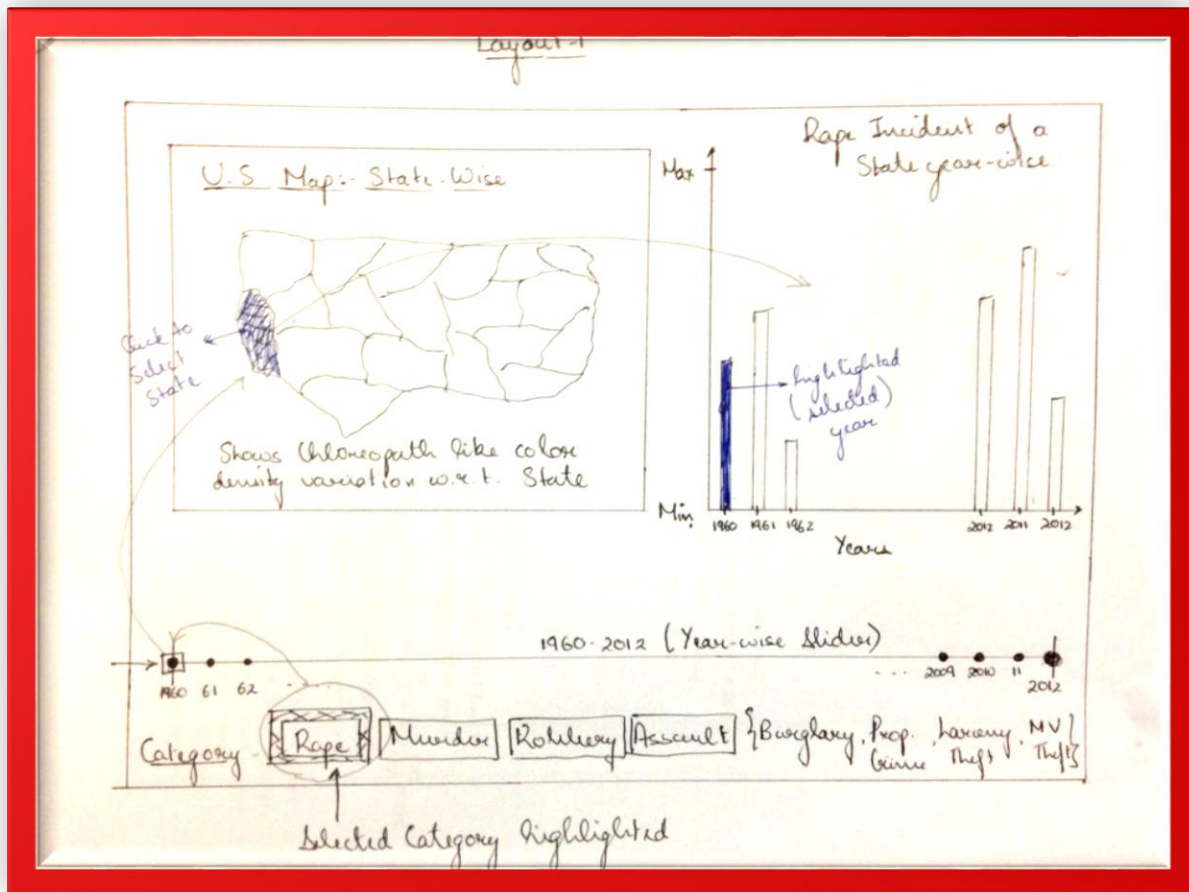 Layout-1
U.S Map:- State-Wise
Click to
Select
State
Shows Chloreopath like color
density variation w.r.t. State
Rape Incident of a
State year-wise
Max
Min
highlighted
(selected)
year
1960 1961 1962 2012 2011 2012
Years
1960-2012 (Year-wise Slider)
1960 61 62 ..... .... 2009 2010 11 2012
Category - Rape Murder Robbery Assault {Burglary, Prop. Crime, Larceny Theft, MV Theft}
Selected Category highlighted